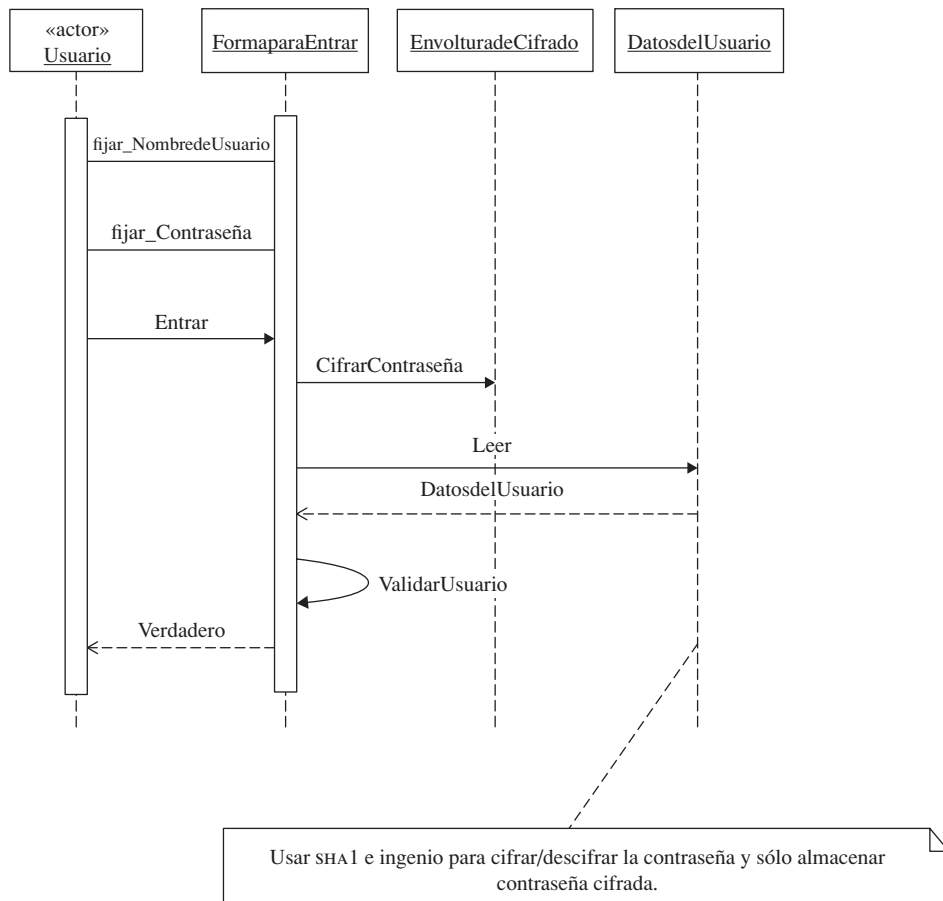 «actor»
Usuario
FormaparaEntrar
EnvolturadeCifrado
DatosdelUsuario
fijar_NombredeUsuario
fijar_Contraseña
Entrar
CifrarContraseña
Leer
DatosdelUsuario
ValidarUsuario
Verdadero
Usar SHA1 e ingenio para cifrar/descifrar la contraseña y sólo almacenar
contraseña cifrada.